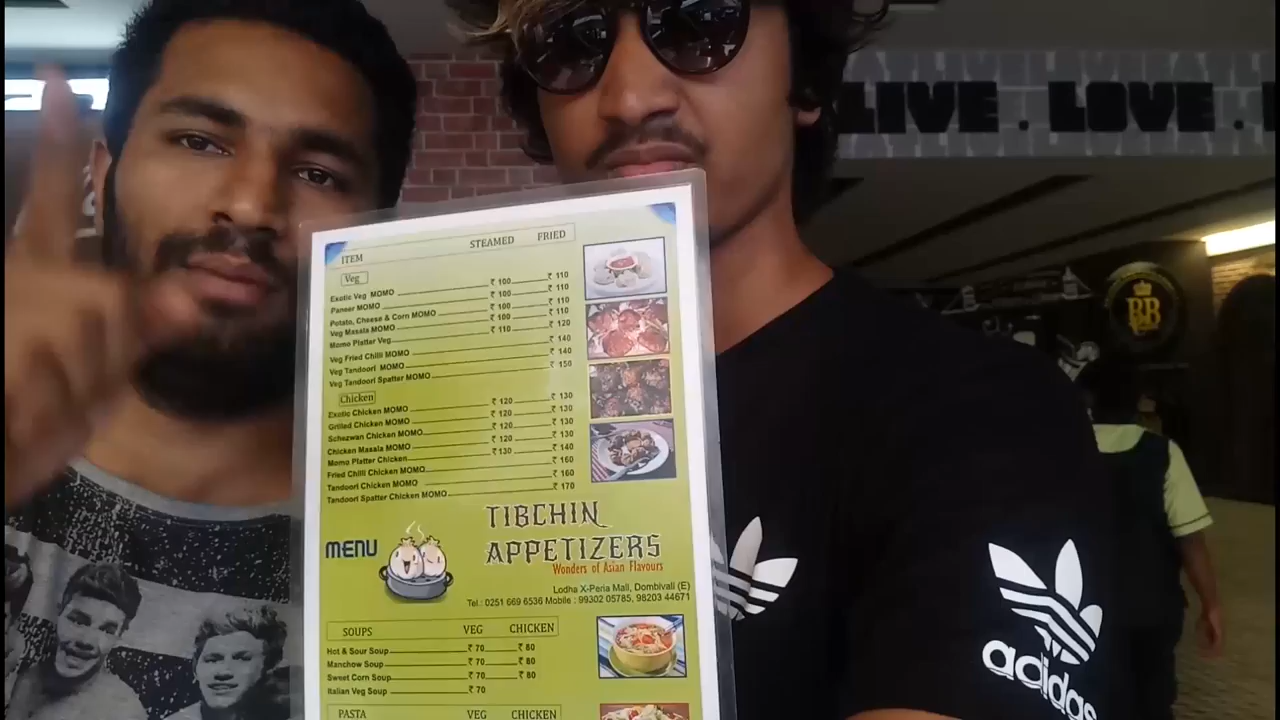 LIVE . LOVE .
BB
ITEM STEAMED FRIED
Veg
Exotic Veg MOMO ₹ 100 ₹ 110
Paneer MOMO ₹ 100 ₹ 110
Potato, Cheese & Corn MOMO ₹ 100 ₹ 110
Veg Masala MOMO ₹ 100 ₹ 110
Momo Platter Veg ₹ 110 ₹ 120
Veg Fried Chilli MOMO ₹ 140
Veg Tandoori MOMO ₹ 140
Veg Tandoori Spatter MOMO ₹ 150
Chicken
Exotic Chicken MOMO ₹ 120 ₹ 130
Grilled Chicken MOMO ₹ 120 ₹ 130
Schezwan Chicken MOMO ₹ 120 ₹ 130
Chicken Masala MOMO ₹ 120 ₹ 130
Momo Platter Chicken ₹130 ₹ 140
Fried Chilli Chicken MOMO ₹ 160
Tandoori Chicken MOMO ₹ 160
Tandoori Spatter Chicken MOMO ₹ 170
MENU
TIBCHIN
APPETIZERS
Wonders of Asian Flavours
Lodha X-Peria Mall, Dombivali (E)
Tel.: 0251 669 6536 Mobile : 99302 05785, 98203 44671
SOUPS VEG CHICKEN
Hot & Sour Soup ₹ 70 ₹ 80
Manchow Soup ₹ 70 ₹ 80
Sweet Corn Soup ₹ 70 ₹ 80
Italian Veg Soup ₹ 70
PASTA VEG CHICKEN
adidas